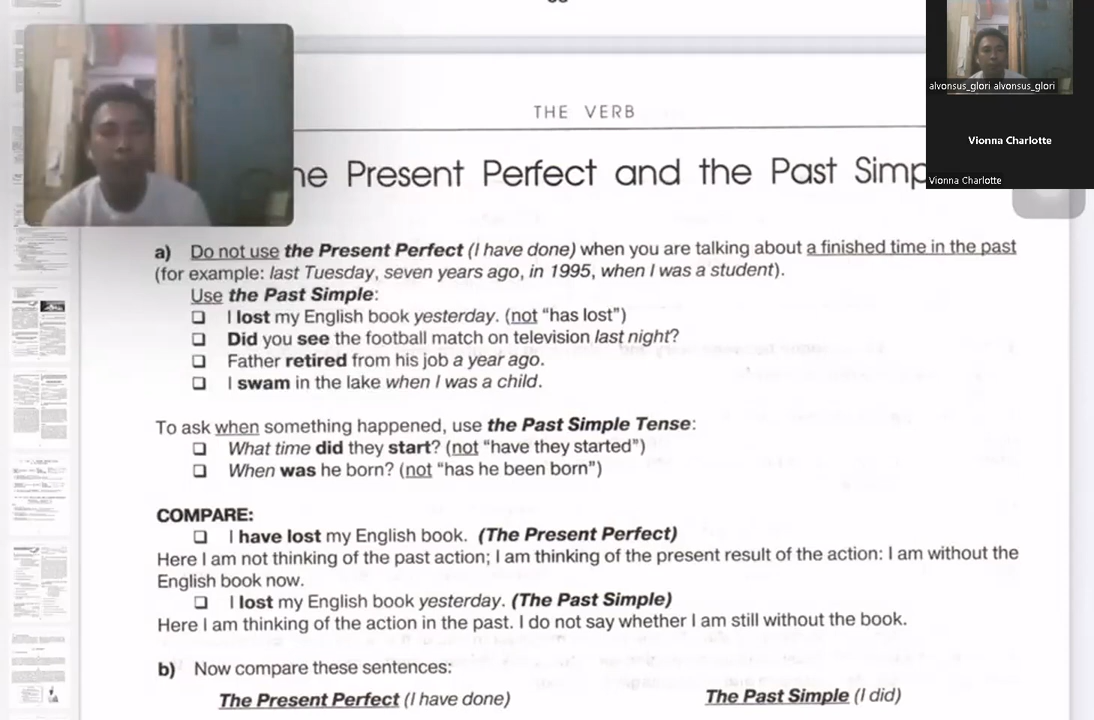 THE VERB
alvonsus_glori alvonsus_glori
Vionna Charlotte
Vionna Charlotte
he Present Perfect and the Past Simp
a) Do not use the Present Perfect (I have done) when you are talking about a finished time in the past
(for example: last Tuesday, seven years ago, in 1995, when I was a student).
Use the Past Simple:
❑ I lost my English book yesterday. (not “has lost”)
❑ Did you see the football match on television last night?
❑ Father retired from his job a year ago.
❑ I swam in the lake when I was a child.
To ask when something happened, use the Past Simple Tense:
❑ What time did they start? (not “have they started”)
❑ When was he born? (not “has he been born”)
COMPARE:
❑ I have lost my English book. (The Present Perfect)
Here I am not thinking of the past action; I am thinking of the present result of the action: I am without the
English book now.
❑ I lost my English book yesterday. (The Past Simple)
Here I am thinking of the action in the past. I do not say whether I am still without the book.
b) Now compare these sentences:
The Present Perfect (I have done) The Past Simple (I did)